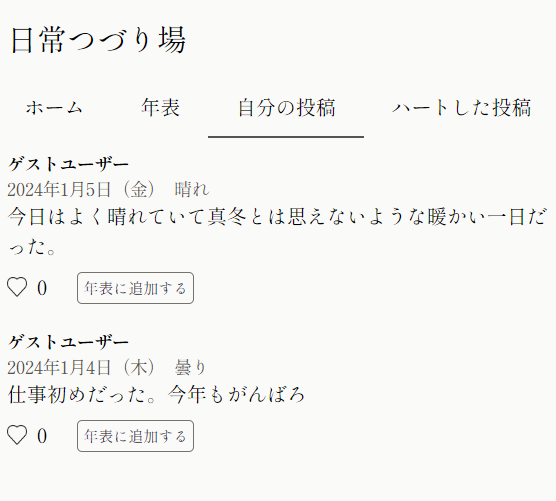 日常つづり場
ホーム 年表 自分の投稿 ハートした投稿
ゲストユーザー
2024年1月5日（金） 晴れ
今日はよく晴れていて真冬とは思えないような暖かい一日だ
った。
0 年表に追加する
ゲストユーザー
2024年1月4日（木） 曇り
仕事初めだった。今年もがんばろ
0 年表に追加する